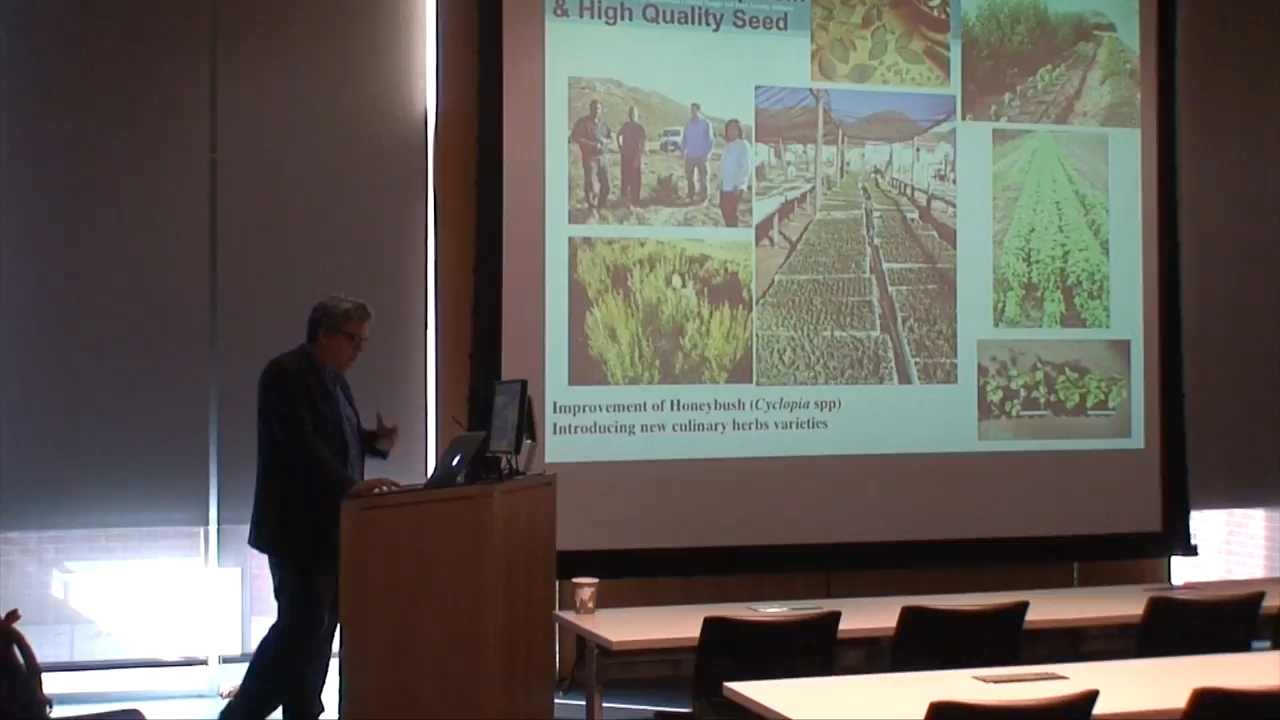 & High Quality Seed
Improvement of Honeybush (Cyclopia spp)
Introducing new culinary herbs varieties